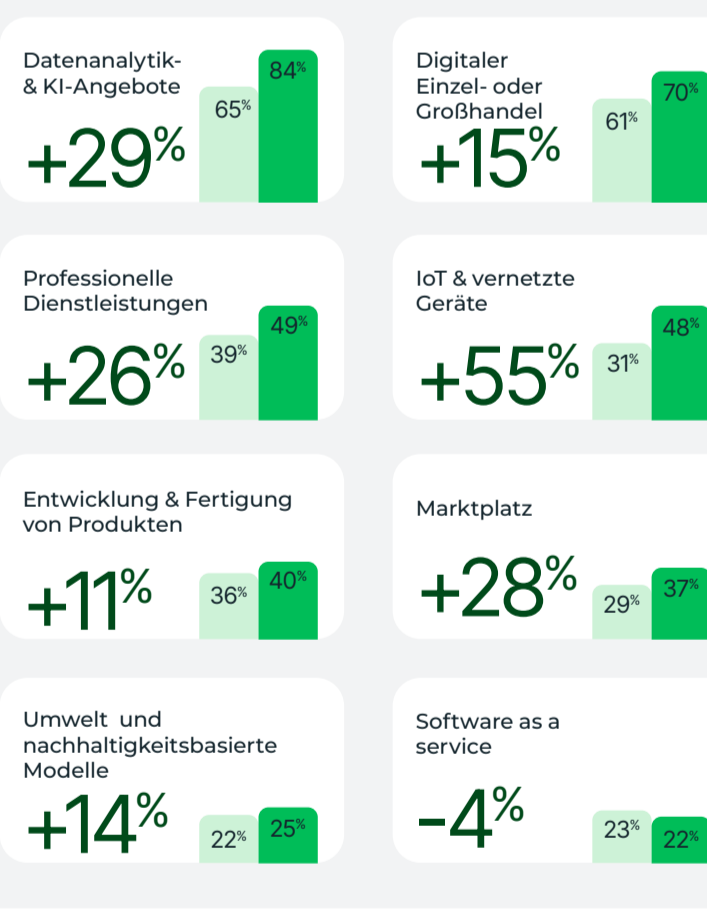 Datenanalytik-
& KI-Angebote
+29%
65%
84%
Digitaler
Einzel- oder
Großhandel
+15%
61%
70%
Professionelle
Dienstleistungen
+26%
39%
49%
IoT & vernetzte
Geräte
+55%
31%
48%
Entwicklung & Fertigung
von Produkten
+11%
36%
40%
Marktplatz
+28%
29%
37%
Umwelt  und
nachhaltigkeitsbasierte
Modelle
+14%
22%
25%
Software as a
service
-4%
23%
22%